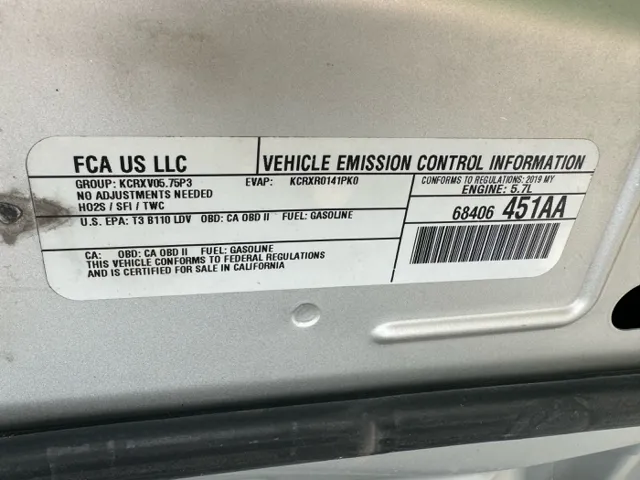 FCA US LLC
VEHICLE EMISSION CONTROL INFORMATION
GROUP: KCRXV05.75P3 EVAP: KCRXR0141PK0
CONFORMS TO REGULATIONS: 2019 MY
NO ADJUSTMENTS NEEDED
ENGINE: 5.7L
HO2S / SFI / TWC
68406 451AA
U.S. EPA: T3 B110 LDV OBD: CA OBD II FUEL: GASOLINE
CA: OBD: CA OBD II FUEL: GASOLINE
THIS VEHICLE CONFORMS TO FEDERAL REGULATIONS
AND IS CERTIFIED FOR SALE IN CALIFORNIA